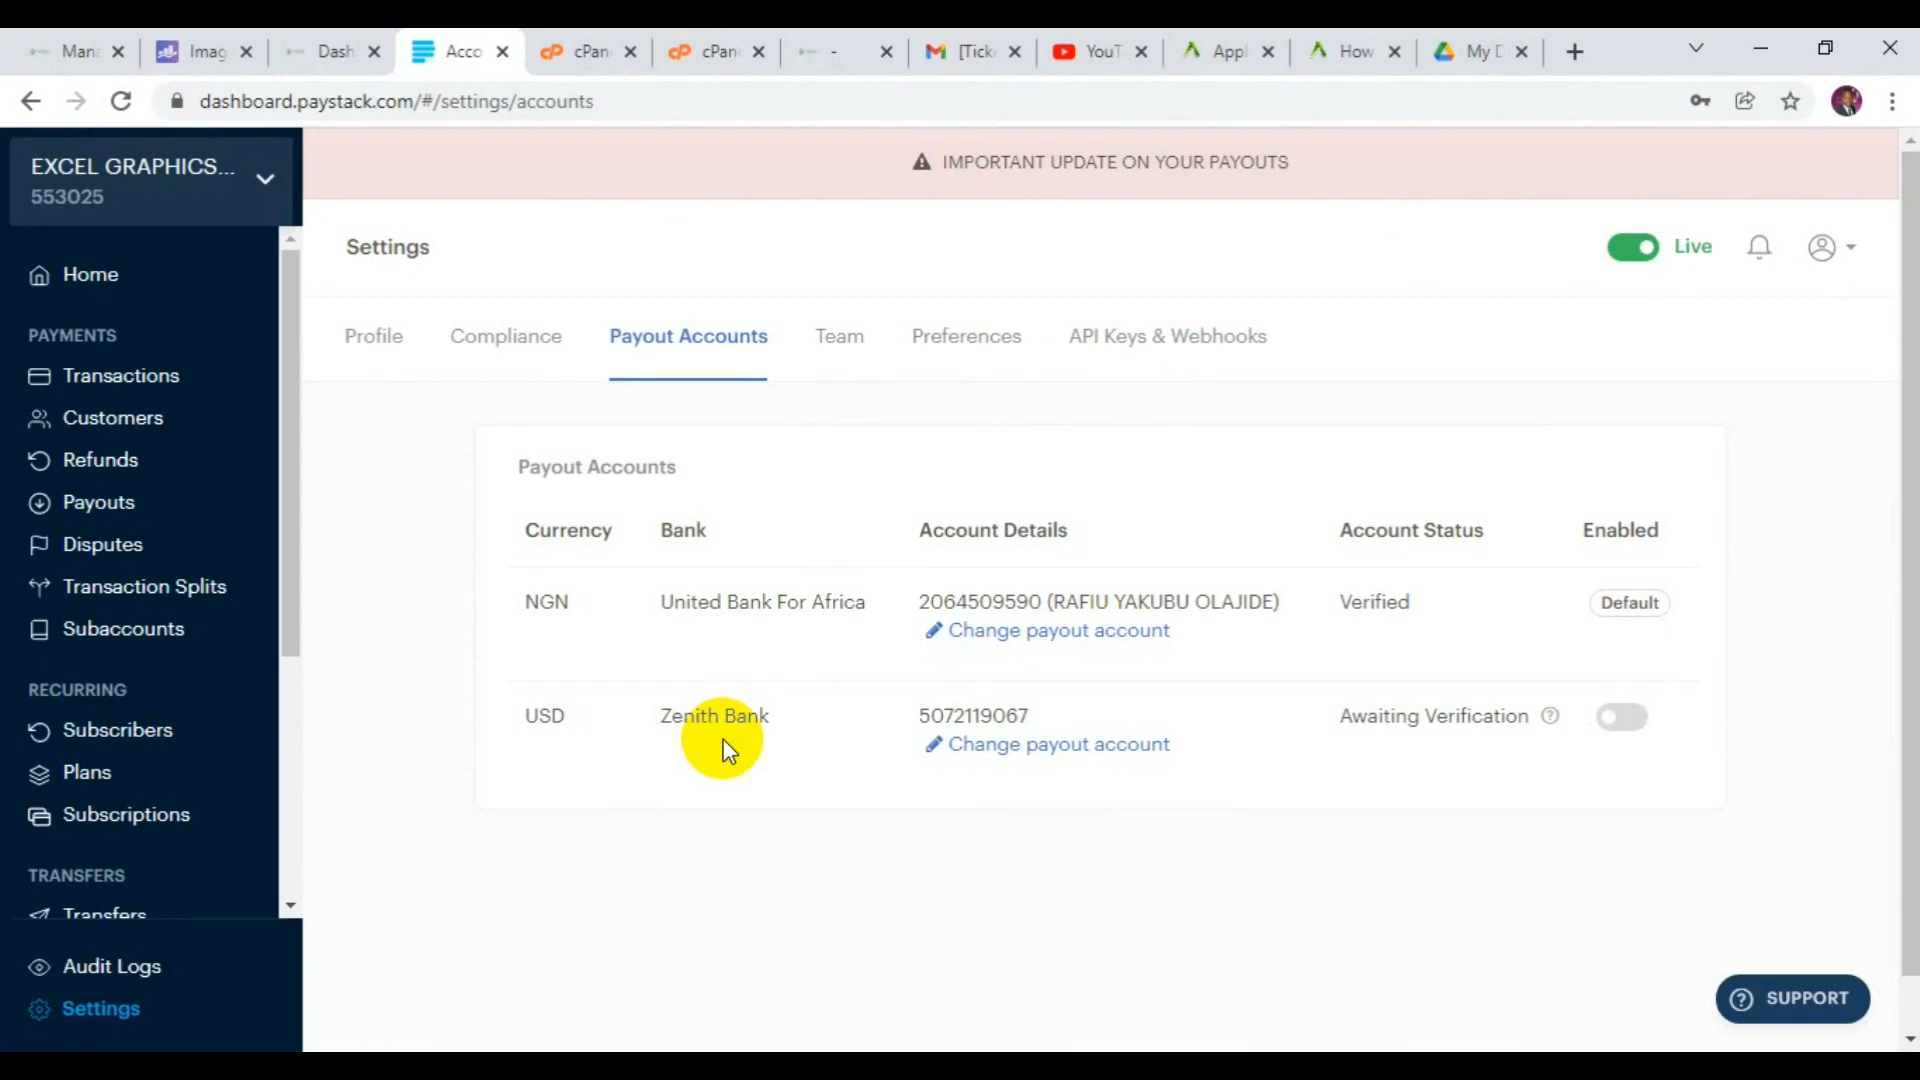 Mana
Imag
Dash
Acco
cPan
cPan
-
[Ticke
YouT
Appl
How
My D
dashboard.paystack.com/#/settings/accounts
EXCEL GRAPHICS...
553025
IMPORTANT UPDATE ON YOUR PAYOUTS
Settings
Live
Home
PAYMENTS
Transactions
Customers
Refunds
Payouts
Disputes
Transaction Splits
Subaccounts
RECURRING
Subscribers
Plans
Subscriptions
TRANSFERS
Transfers
Audit Logs
Settings
Profile Compliance Payout Accounts Team Preferences API Keys & Webhooks
Payout Accounts
Currency Bank Account Details Account Status Enabled
NGN United Bank For Africa 2064509590 (RAFIU YAKUBU OLAJIDE) Verified Default
Change payout account
USD Zenith Bank 5072119067 Awaiting Verification
Change payout account
SUPPORT